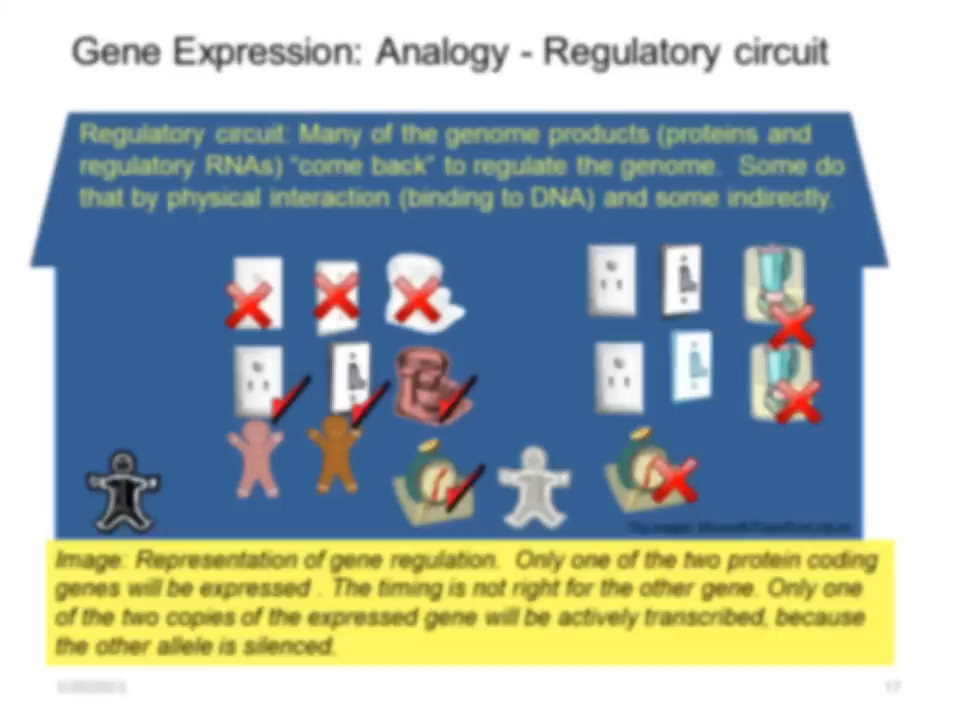 Gene Expression: Analogy - Regulatory circuit
Regulatory circuit: Many of the genome products (proteins and
regulatory RNAs) “come back” to regulate the genome. Some do
that by physical interaction (binding to DNA) and some indirectly.
Image: Representation of gene regulation. Only one of the two protein coding
genes will be expressed . The timing is not right for the other gene. Only one
of the two copies of the expressed gene will be actively transcribed, because
the other allele is silenced.
17